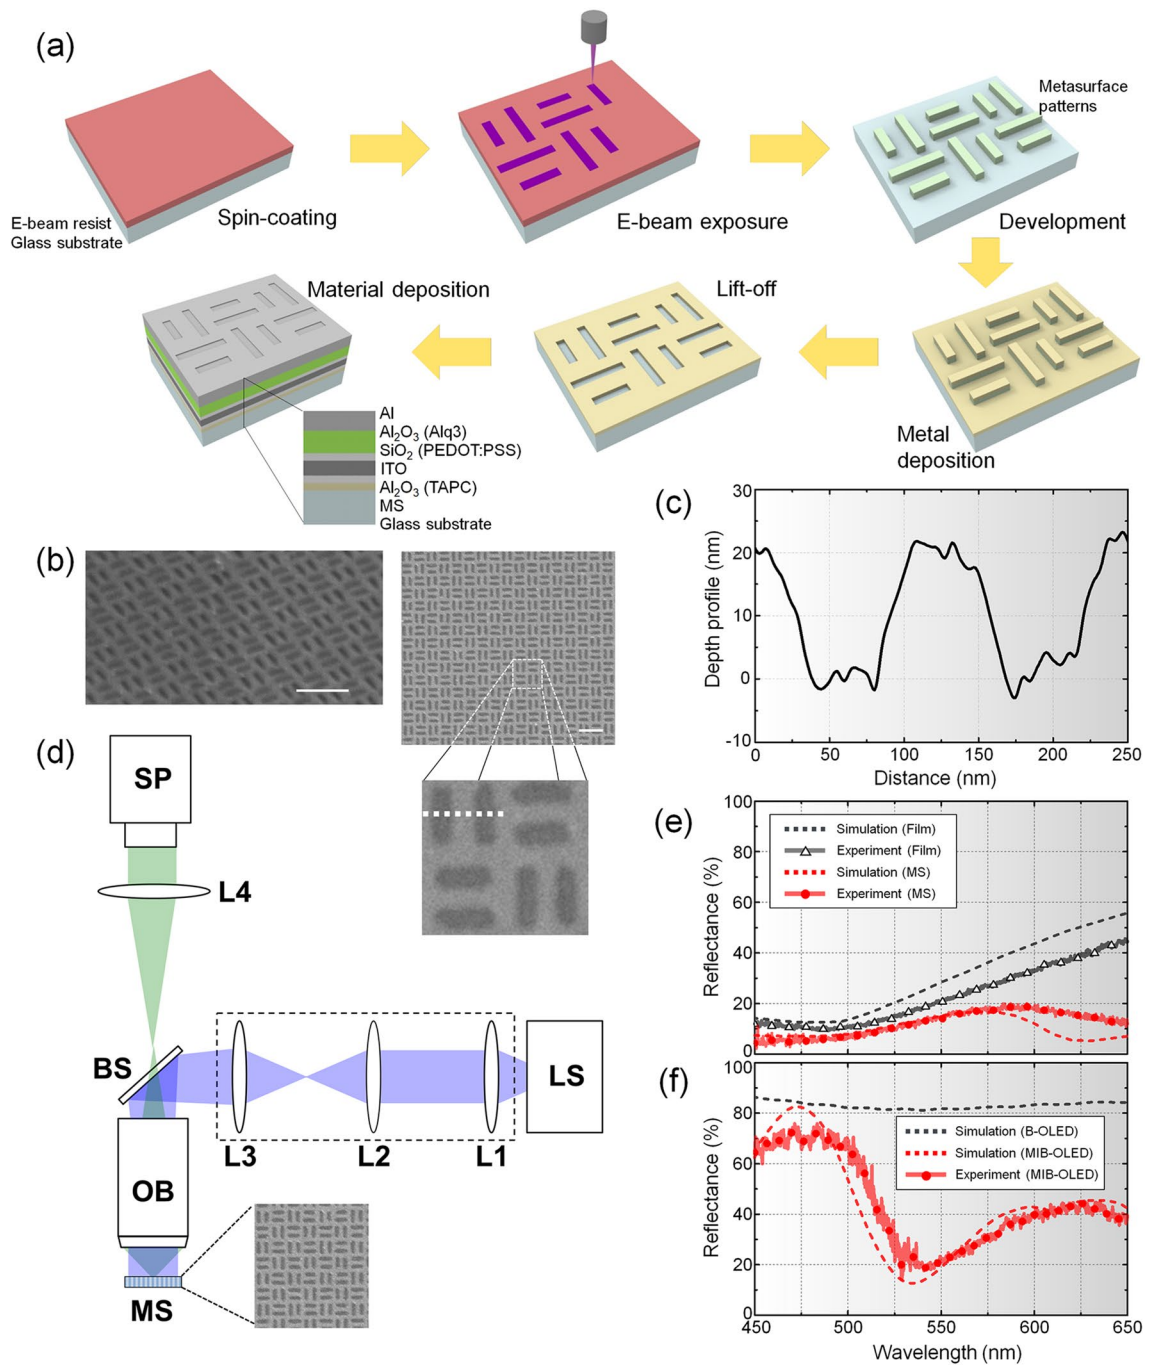 (a)
E-beam resist
Glass substrate
Spin-coating
E-beam exposure
Metasurface
patterns
Development
Material deposition
Lift-off
Metal
deposition
Al
Al₂O₃ (Alq3)
SiO₂ (PEDOT:PSS)
ITO
Al₂O₃ (TAPC)
MS
Glass substrate
(b)
(c)
Depth profile (nm)
30
20
10
0
-10
0
50
100
150
200
250
Distance (nm)
(d)
SP
L4
BS
L3
L2
L1
LS
OB
MS
(e)
Reflectance (%)
100
80
60
40
20
0
Simulation (Film)
Experiment (Film)
Simulation (MS)
Experiment (MS)
(f)
Reflectance (%)
100
80
60
40
20
0
Simulation (B-OLED)
Simulation (MIB-OLED)
Experiment (MIB-OLED)
450
500
550
600
650
Wavelength (nm)